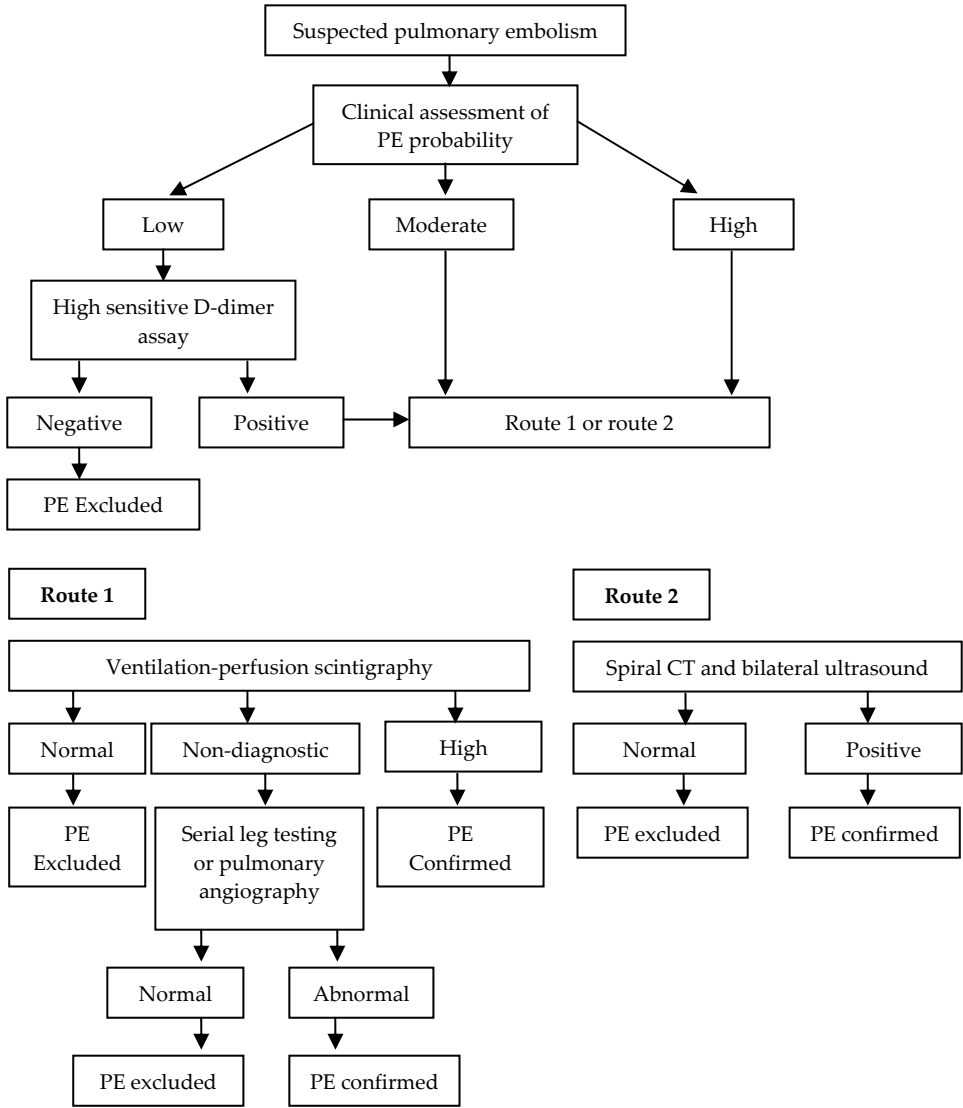 Suspected pulmonary embolism
Clinical assessment of
PE probability
Low
Moderate
High
High sensitive D-dimer
assay
Negative
Positive
Route 1 or route 2
PE Excluded
Route 1
Route 2
Ventilation-perfusion scintigraphy
Spiral CT and bilateral ultrasound
Normal
Non-diagnostic
High
Normal
Positive
PE
Excluded
Serial leg testing
or pulmonary
angiography
PE
Confirmed
PE excluded
PE confirmed
Normal
Abnormal
PE excluded
PE confirmed